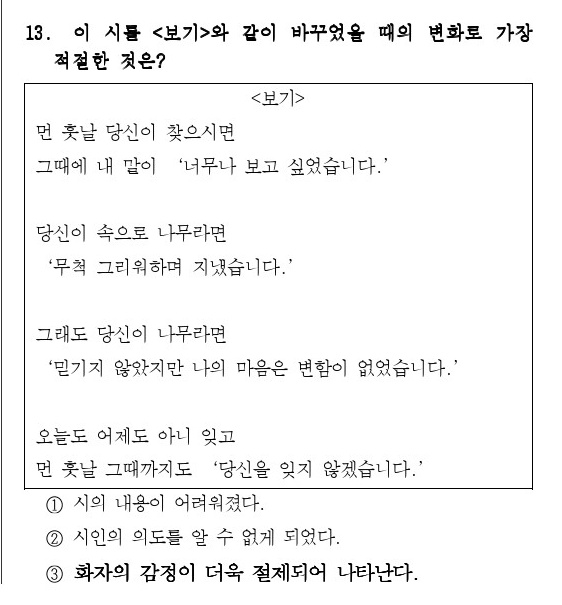 13. 이 시를 <보기>와 같이 바꾸었을 때의 변화로 가장
적절한 것은?
<보기>
먼 훗날 당신이 찾으시면
그때에 내 말이 ‘너무나 보고 싶었습니다.’
당신이 속으로 나무라면
‘무척 그리워하며 지냈습니다.’
그래도 당신이 나무라면
‘믿기지 않았지만 나의 마음은 변함이 없었습니다.’
오늘도 어제도 아니 잊고
먼 훗날 그때까지도 ‘당신을 잊지 않겠습니다.’
① 시의 내용이 어려워졌다.
② 시인의 의도를 알 수 없게 되었다.
③ 화자의 감정이 더욱 절제되어 나타난다.